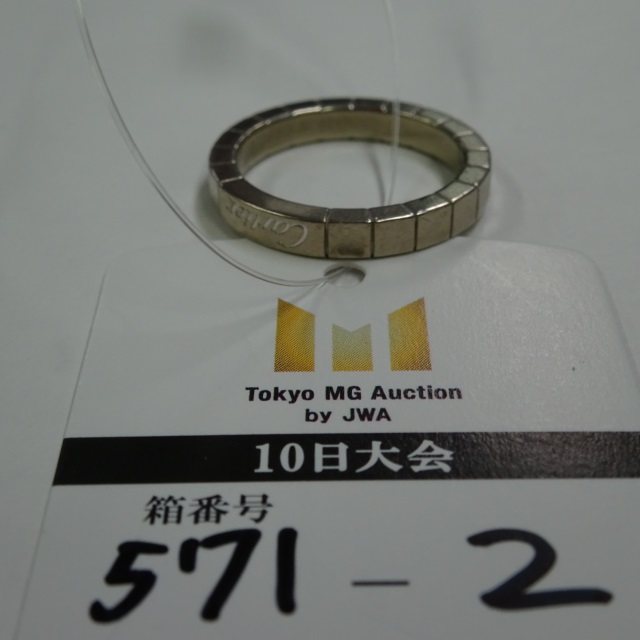 Cartier
Tokyo MG Auction
by JWA
10日大会
箱番号
571-2